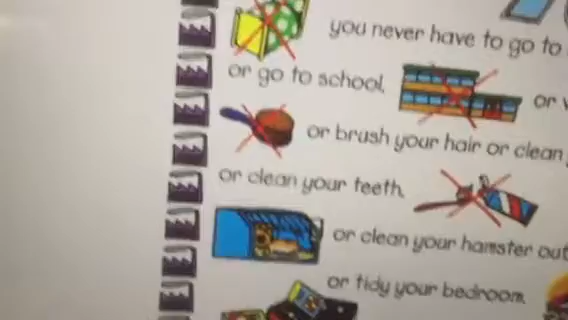 you never have to go to
or go to school,
or
or brush your hair or clean
or clean your teeth.
or clean your hamster out
or tidy your bedroom.